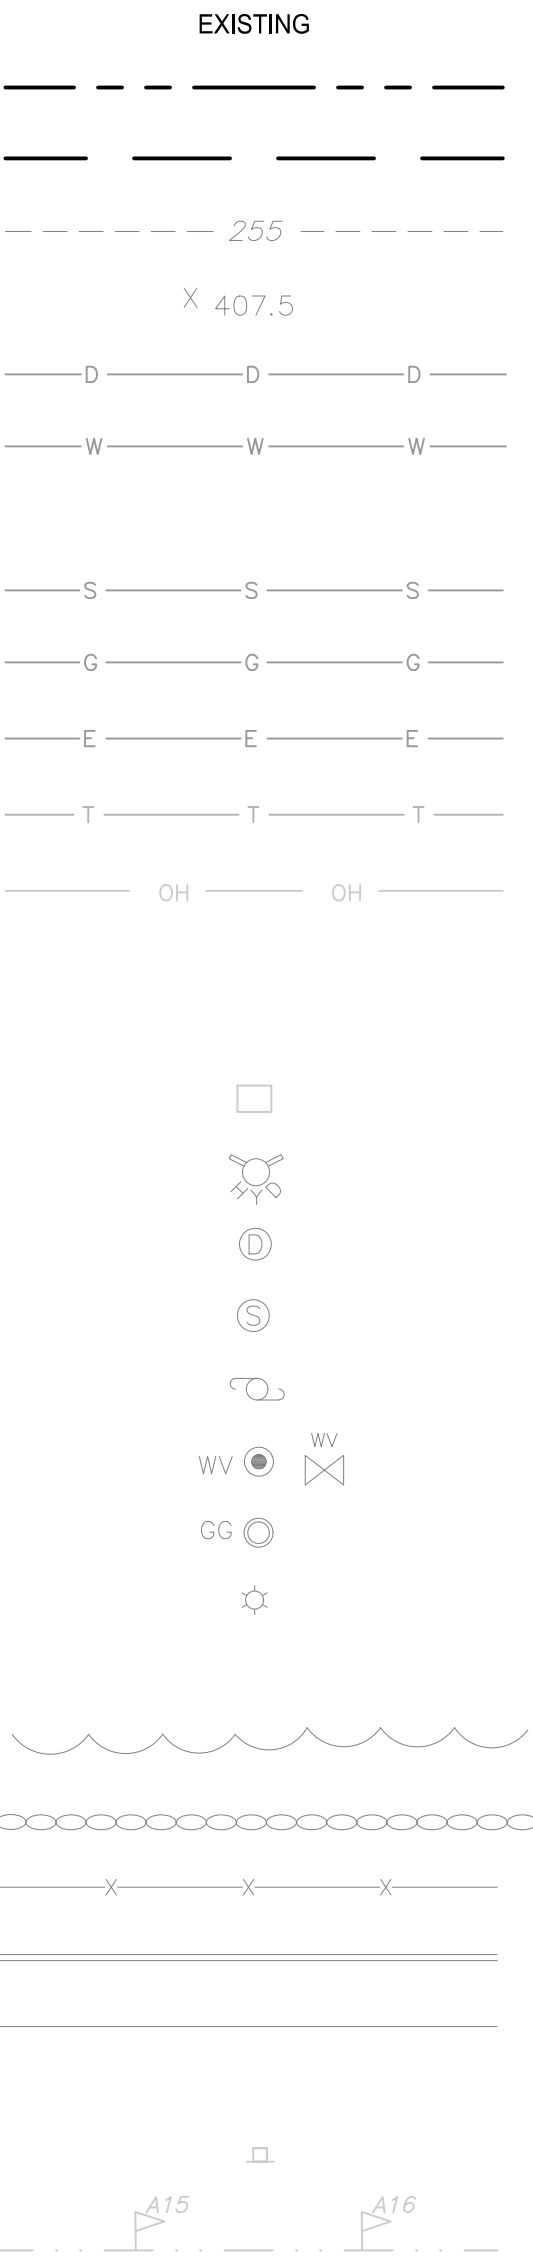 EXISTING
255
X 407.5
D D D
W W W
S S S
G G G
E E E
T T T
OH OH
HYD
D
S
WV
WV
GG
X X X
A15 A16